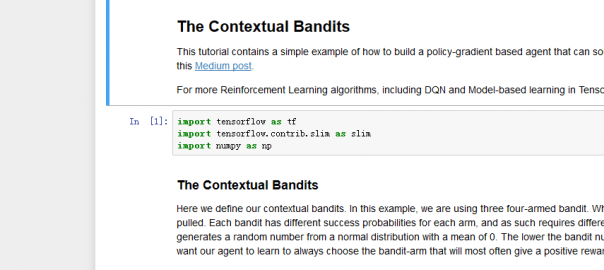 The Contextual Bandits
This tutorial contains a simple example of how to build a policy-gradient based agent that can so
this Medium post.
For more Reinforcement Learning algorithms, including DQN and Model-based learning in Tenso
In [1]: import tensorflow as tf
import tensorflow.contrib.slim as slim
import numpy as np
The Contextual Bandits
Here we define our contextual bandits. In this example, we are using three four-armed bandit. Wh
pulled. Each bandit has different success probabilities for each arm, and as such requires differe
generates a random number from a normal distribution with a mean of 0. The lower the bandit nu
want our agent to learn to always choose the bandit-arm that will most often give a positive rewar